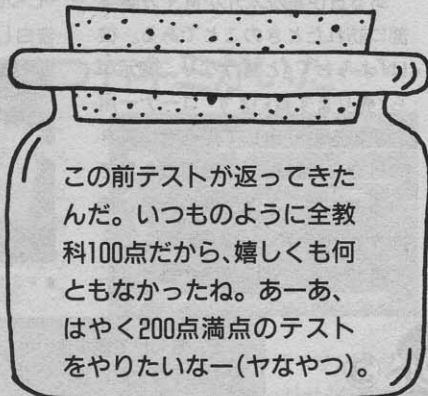 この前テストが返ってきた
んだ。いつものように全教
科100点だから、嬉しくも何
ともなかったね。あーあ、
はやく200点満点のテスト
をやりたいなー(ヤなやつ)。